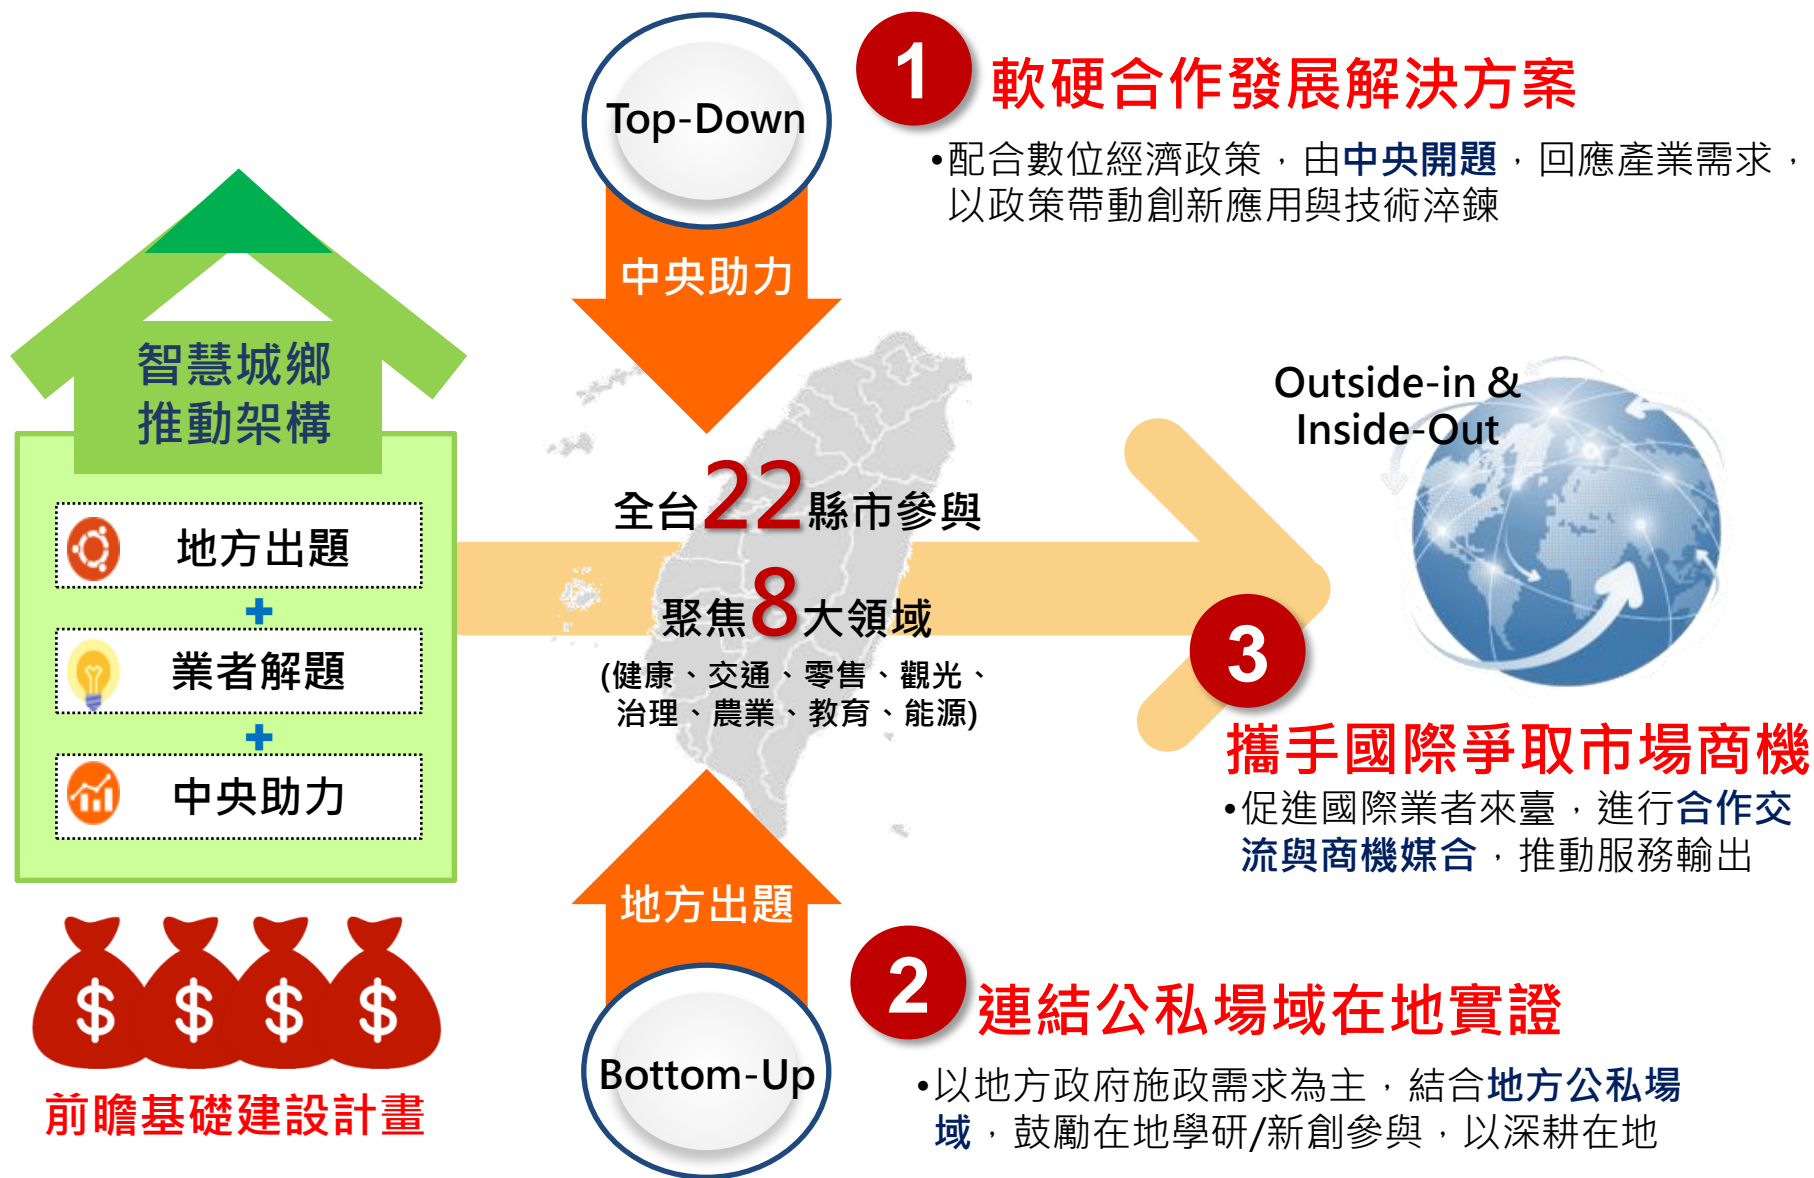 智慧城鄉
推動架構
地方出題
+
業者解題
+
中央助力
$ $ $ $
前瞻基礎建設計畫
Top-Down
中央助力
全台22縣市參與
聚焦8大領域
(健康、交通、零售、觀光、
治理、農業、教育、能源)
地方出題
Bottom-Up
1
軟硬合作發展解決方案
•配合數位經濟政策，由中央開題，回應產業需求，
以政策帶動創新應用與技術淬鍊
2
連結公私場域在地實證
•以地方政府施政需求為主，結合地方公私場
域，鼓勵在地學研/新創參與，以深耕在地
Outside-in &
Inside-Out
3
攜手國際爭取市場商機
•促進國際業者來臺，進行合作交
流與商機媒合，推動服務輸出